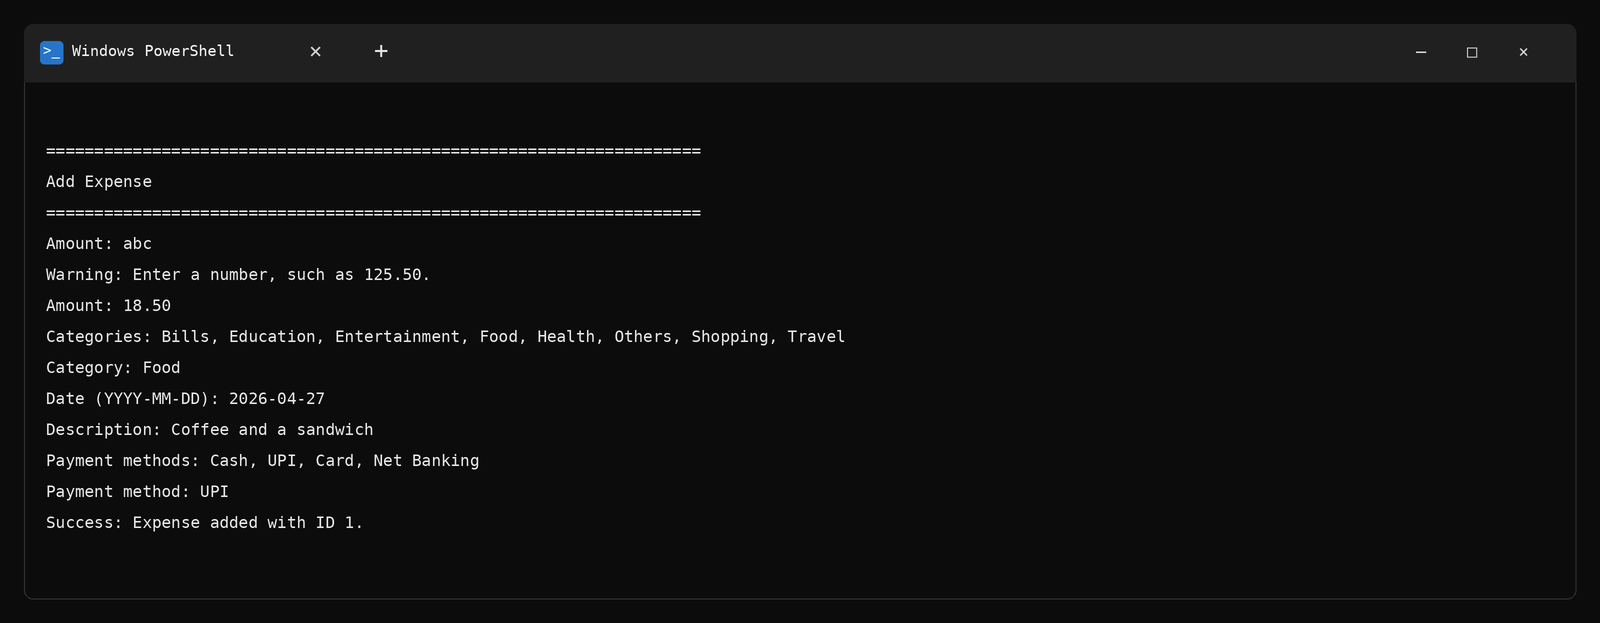 >_ Windows PowerShell
====================================================================
Add Expense
====================================================================
Amount: abc
Warning: Enter a number, such as 125.50.
Amount: 18.50
Categories: Bills, Education, Entertainment, Food, Health, Others, Shopping, Travel
Category: Food
Date (YYYY-MM-DD): 2026-04-27
Description: Coffee and a sandwich
Payment methods: Cash, UPI, Card, Net Banking
Payment method: UPI
Success: Expense added with ID 1.